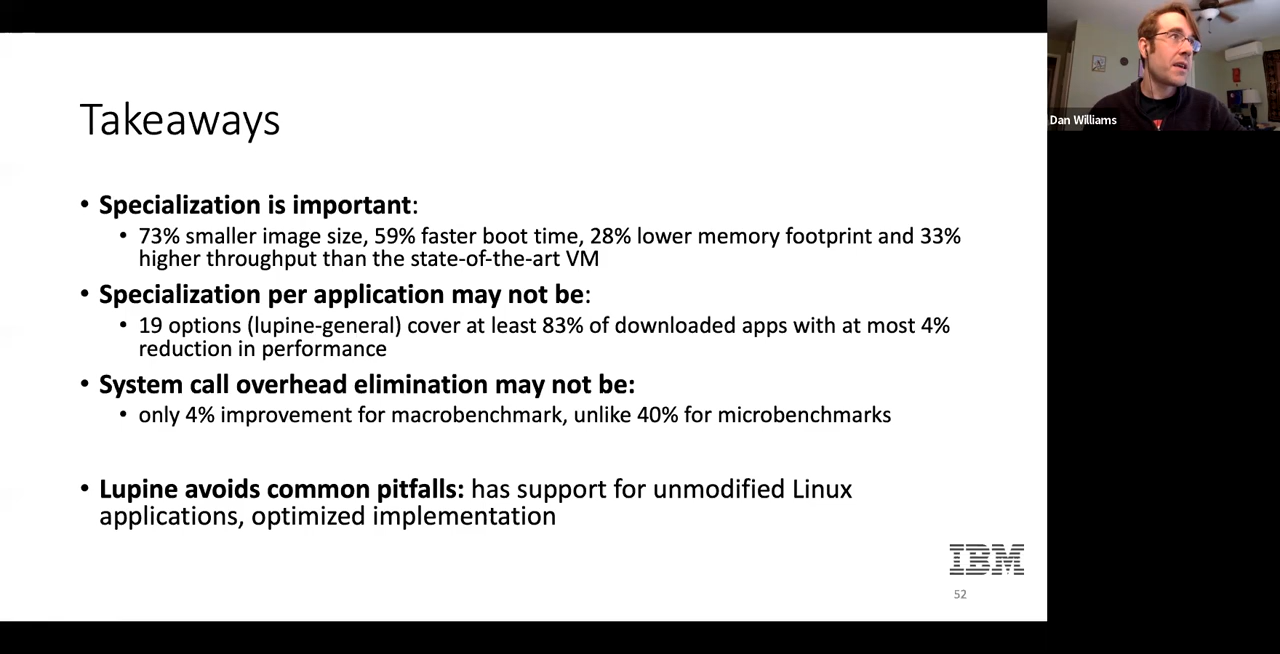 Takeaways
• Specialization is important:
• 73% smaller image size, 59% faster boot time, 28% lower memory footprint and 33%
higher throughput than the state-of-the-art VM
• Specialization per application may not be:
• 19 options (lupine-general) cover at least 83% of downloaded apps with at most 4%
reduction in performance
• System call overhead elimination may not be:
• only 4% improvement for macrobenchmark, unlike 40% for microbenchmarks
• Lupine avoids common pitfalls: has support for unmodified Linux
applications, optimized implementation
IBM
52
Dan Williams